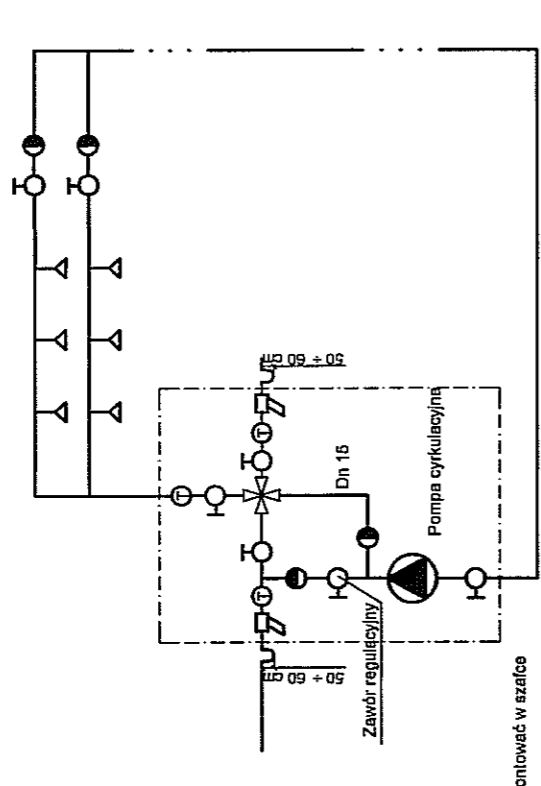 50 ÷ 60 cm
Dn 15
Pompa cyrkulacyjna
50 ÷ 60 cm
Zawór regulacyjny
ontować w szafce
T
T
T